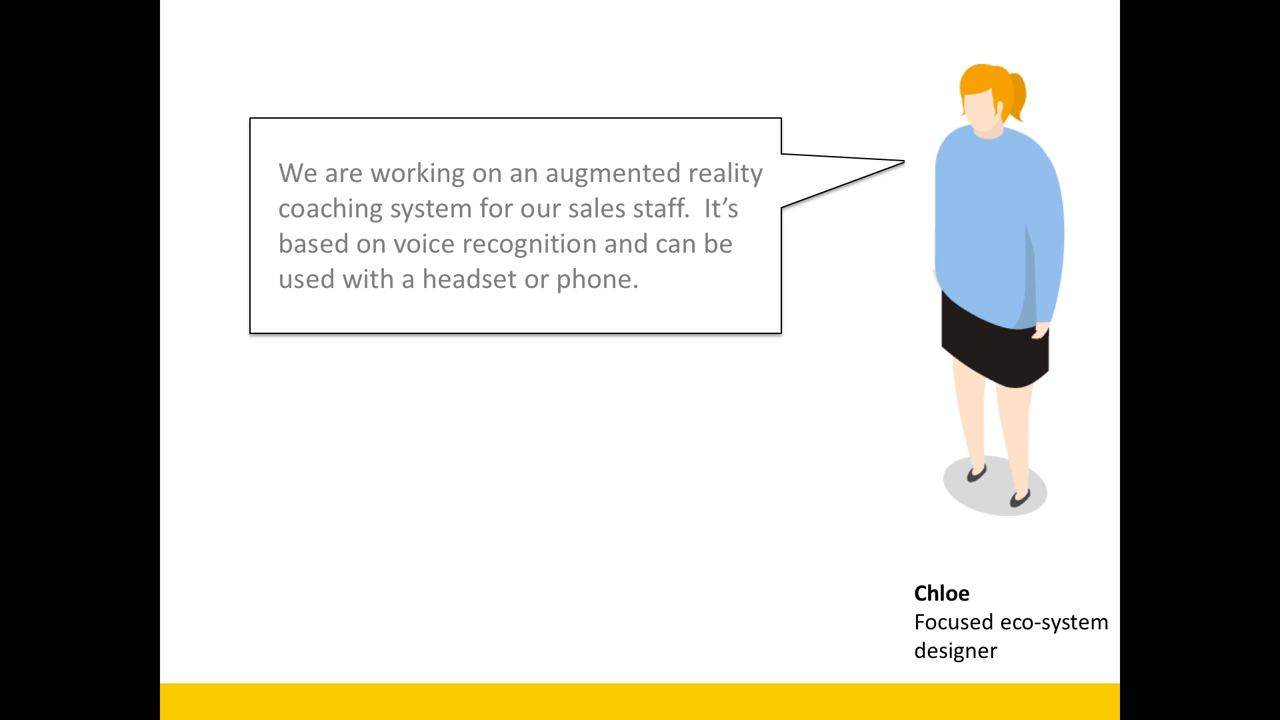 We are working on an augmented reality
coaching system for our sales staff.  It’s
based on voice recognition and can be
used with a headset or phone.
Chloe
Focused eco-system
designer